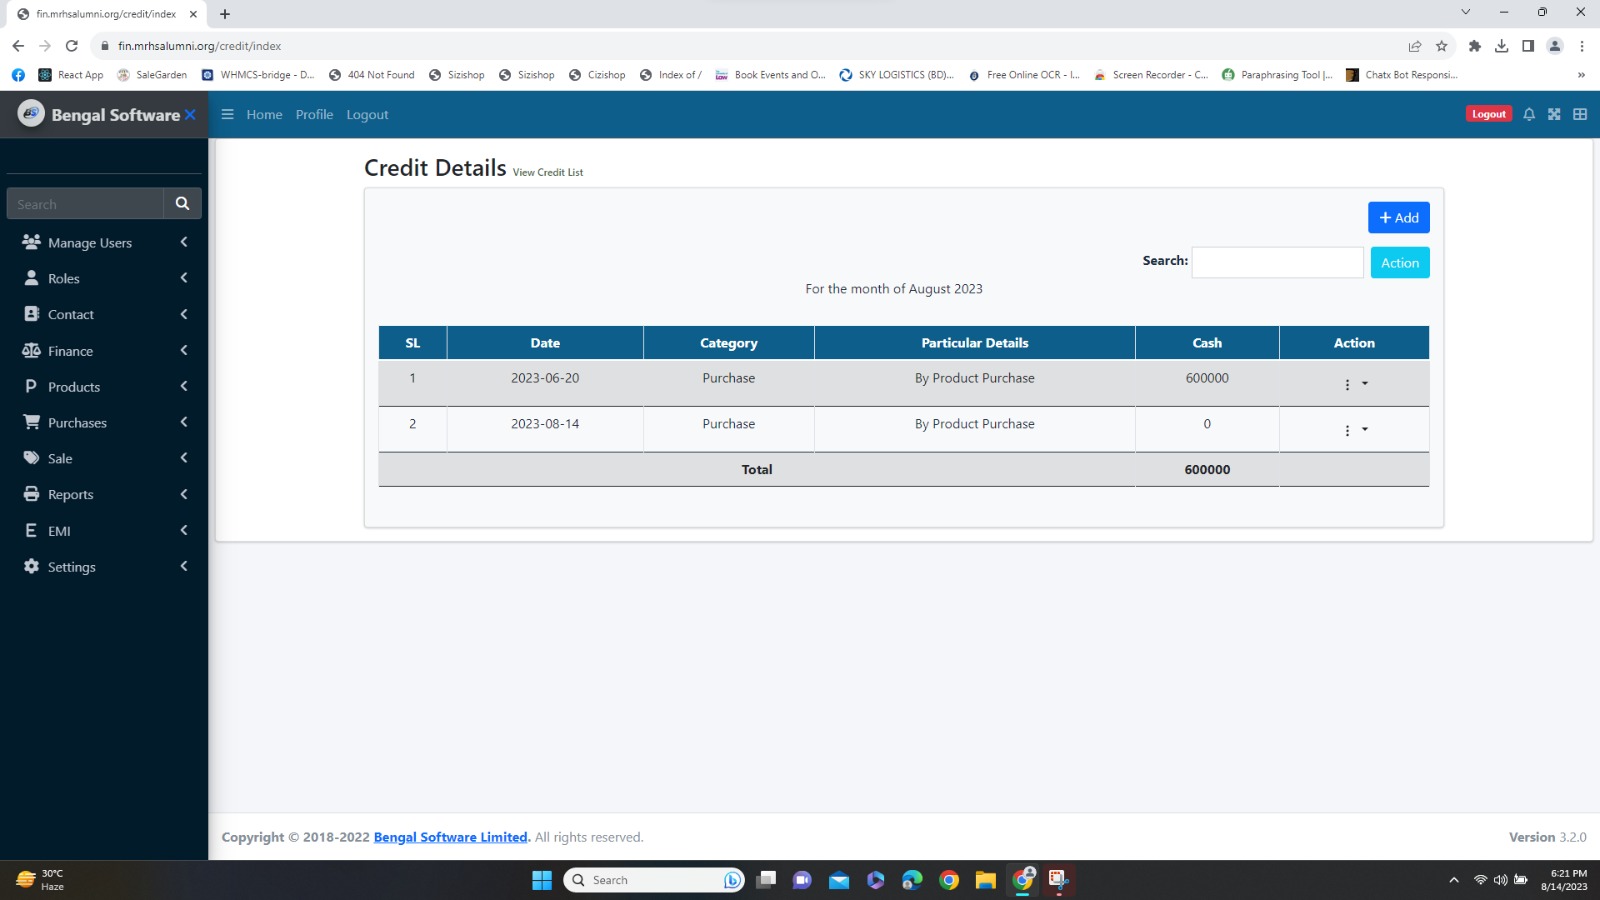 fin.mrhsalumni.org/credit/index
fin.mrhsalumni.org/credit/index
React App SaleGarden WHMCS-bridge - D... 404 Not Found Sizishop Sizishop Cizishop Index of / Book Events and O... SKY LOGISTICS (BD)... Free Online OCR - I... Screen Recorder - C... Paraphrasing Tool |... Chatx Bot Responsi... »
Bengal Software Home Profile Logout Logout
Credit Details View Credit List
Search
+ Add
Manage Users
Search: Action
Roles
For the month of August 2023
Contact
Finance
SL Date Category Particular Details Cash Action
Products
1 2023-06-20 Purchase By Product Purchase 600000
Purchases
2 2023-08-14 Purchase By Product Purchase 0
Sale
Total 600000
Reports
E EMI
Settings
Copyright © 2018-2022 Bengal Software Limited. All rights reserved. Version 3.2.0
30°C
Haze
Search
6:21 PM
8/14/2023